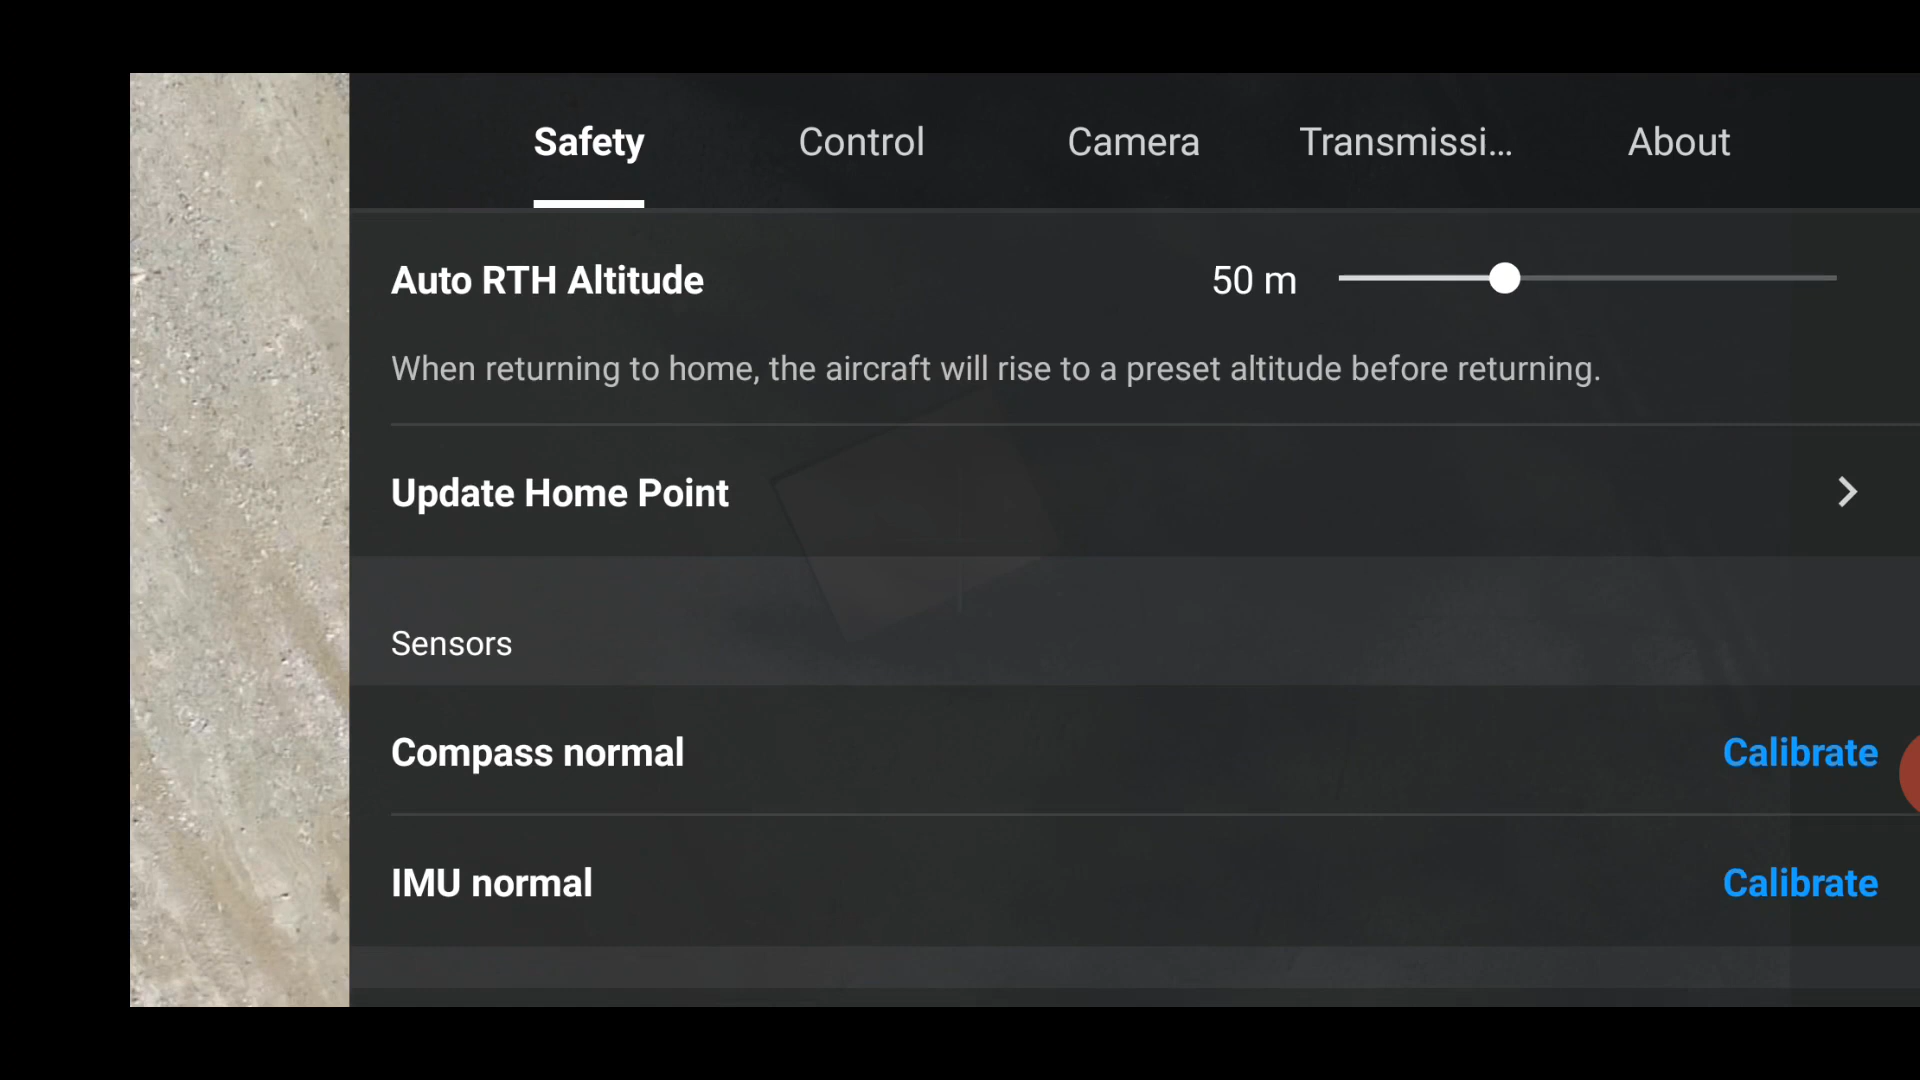 Safety Control Camera Transmissi...  About
Auto RTH Altitude 50 m
When returning to home, the aircraft will rise to a preset altitude before returning.
Update Home Point
Sensors
Compass normal Calibrate
IMU normal Calibrate